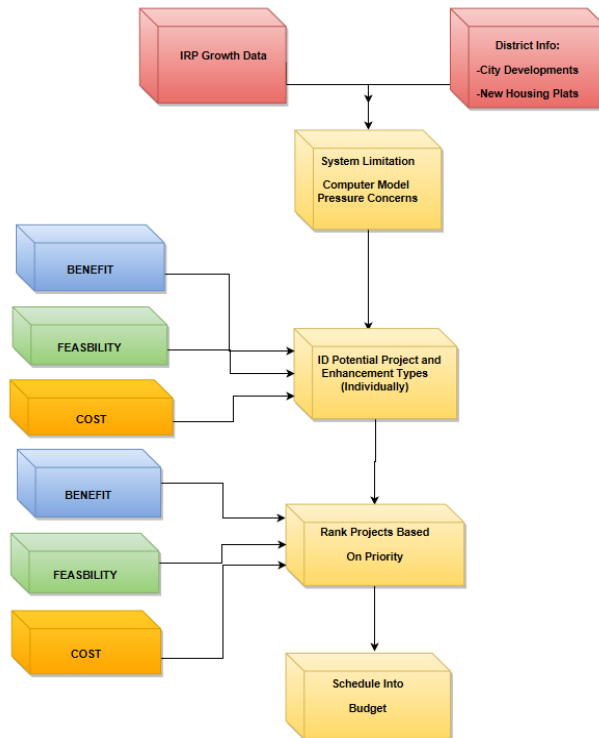 IRP Growth Data
District Info:
-City Developments
-New Housing Plats
System Limitation
Computer Model
Pressure Concerns
BENEFIT
FEASBILITY
COST
ID Potential Project and
Enhancement Types
(Individually)
BENEFIT
FEASBILITY
COST
Rank Projects Based
On Priority
Schedule Into
Budget